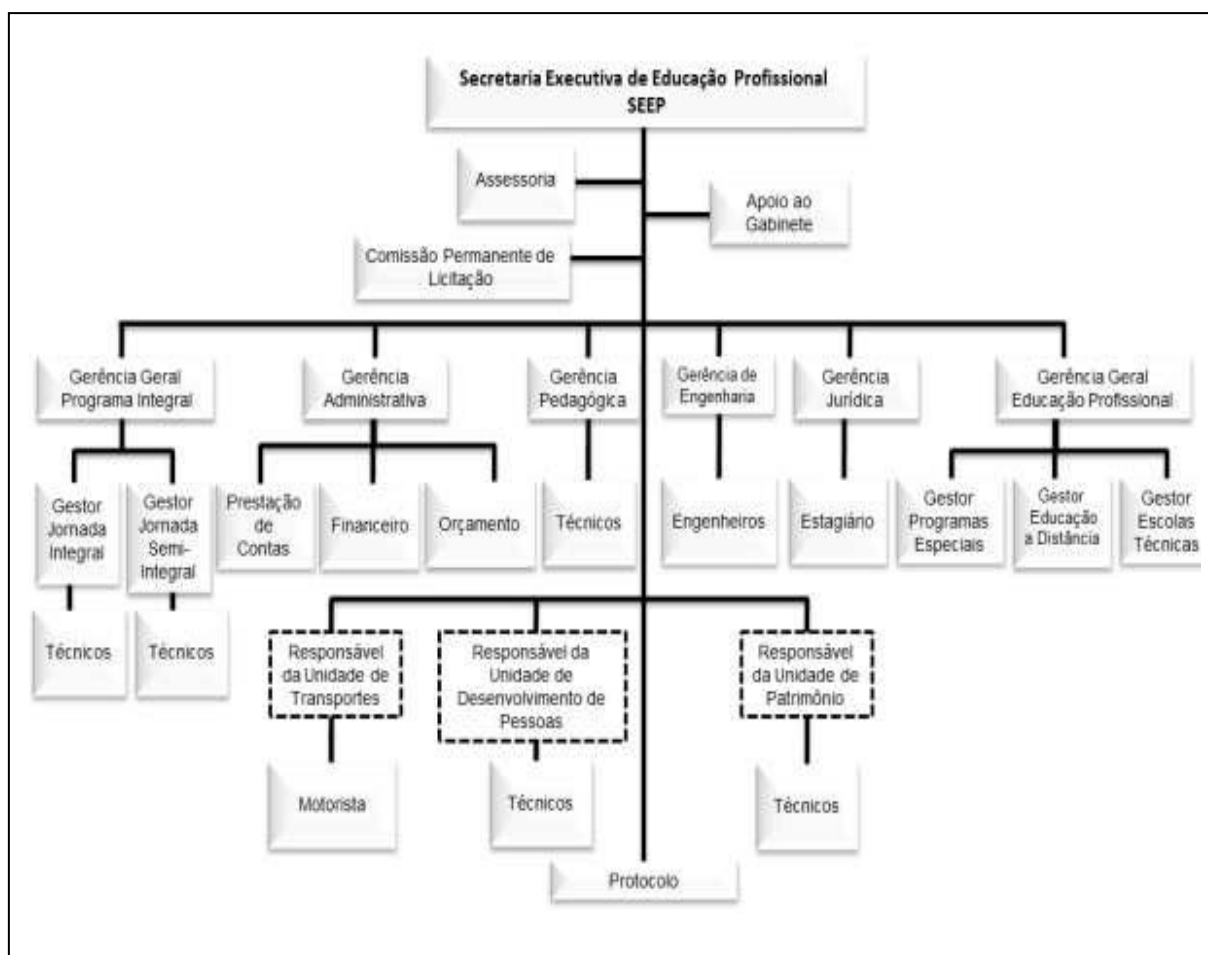 Secretaria Executiva de Educação Profissional
SEEP
Assessoria
Apoio ao
Gabinete
Comissão Permanente de
Licitação
Gerência Geral
Programa Integral
Gerência
Administrativa
Gerência
Pedagógica
Gerência de
Engenharia
Gerência
Jurídica
Gerência Geral
Educação Profissional
Gestor
Jornada
Integral
Gestor
Jornada
Semi-
Integral
Prestação
de
Contas
Financeiro
Orçamento
Técnicos
Engenheiros
Estagiário
Gestor
Programas
Especiais
Gestor
Educação
a Distância
Gestor
Escolas
Técnicas
Técnicos
Técnicos
Responsável
da Unidade de
Transportes
Responsável da
Unidade de
Desenvolvimento de
Pessoas
Responsável
da Unidade de
Patrimônio
Motorista
Técnicos
Técnicos
Protocolo